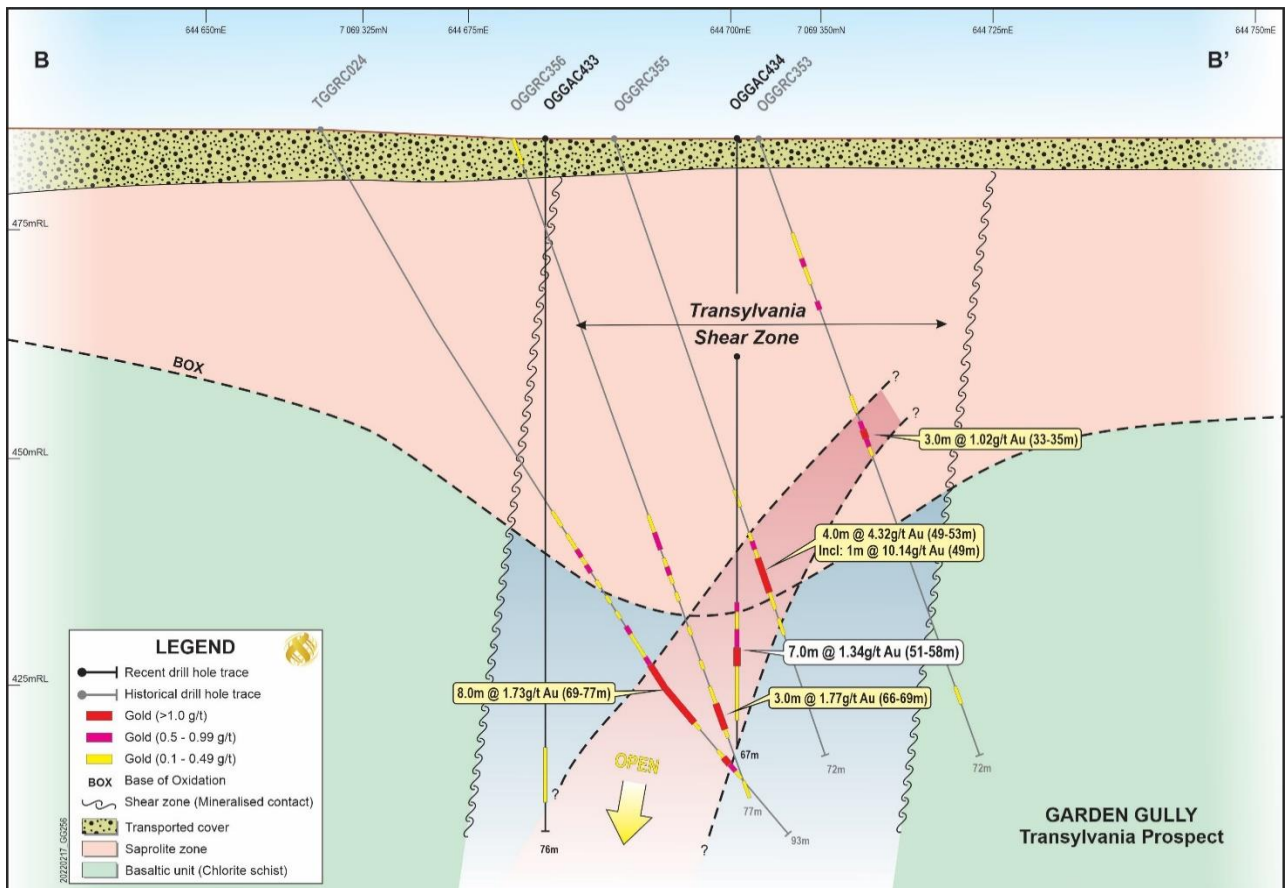 644 650mE
7 069 325mN
644 675mE
644 700mE
7 069 350mN
644 725mE
644 750mE
B
B'
TGGRC024
OGGRC356
OGGAC433
OGGRC355
OGGAC434
OGGRC353
475mRL
Transylvania
Shear Zone
BOX
?
?
3.0m @ 1.02g/t Au (33-35m)
450mRL
4.0m @ 4.32g/t Au (49-53m)
Incl: 1m @ 10.14g/t Au (49m)
7.0m @ 1.34g/t Au (51-58m)
425mRL
8.0m @ 1.73g/t Au (69-77m)
3.0m @ 1.77g/t Au (66-69m)
67m
72m
72m
OPEN
?
77m
93m
76m
?
GARDEN GULLY
Transylvania Prospect
LEGEND
Recent drill hole trace
Historical drill hole trace
Gold (>1.0 g/t)
Gold (0.5 - 0.99 g/t)
Gold (0.1 - 0.49 g/t)
BOX Base of Oxidation
Shear zone (Mineralised contact)
Transported cover
Saprolite zone
Basaltic unit (Chlorite schist)
20220217_GG256